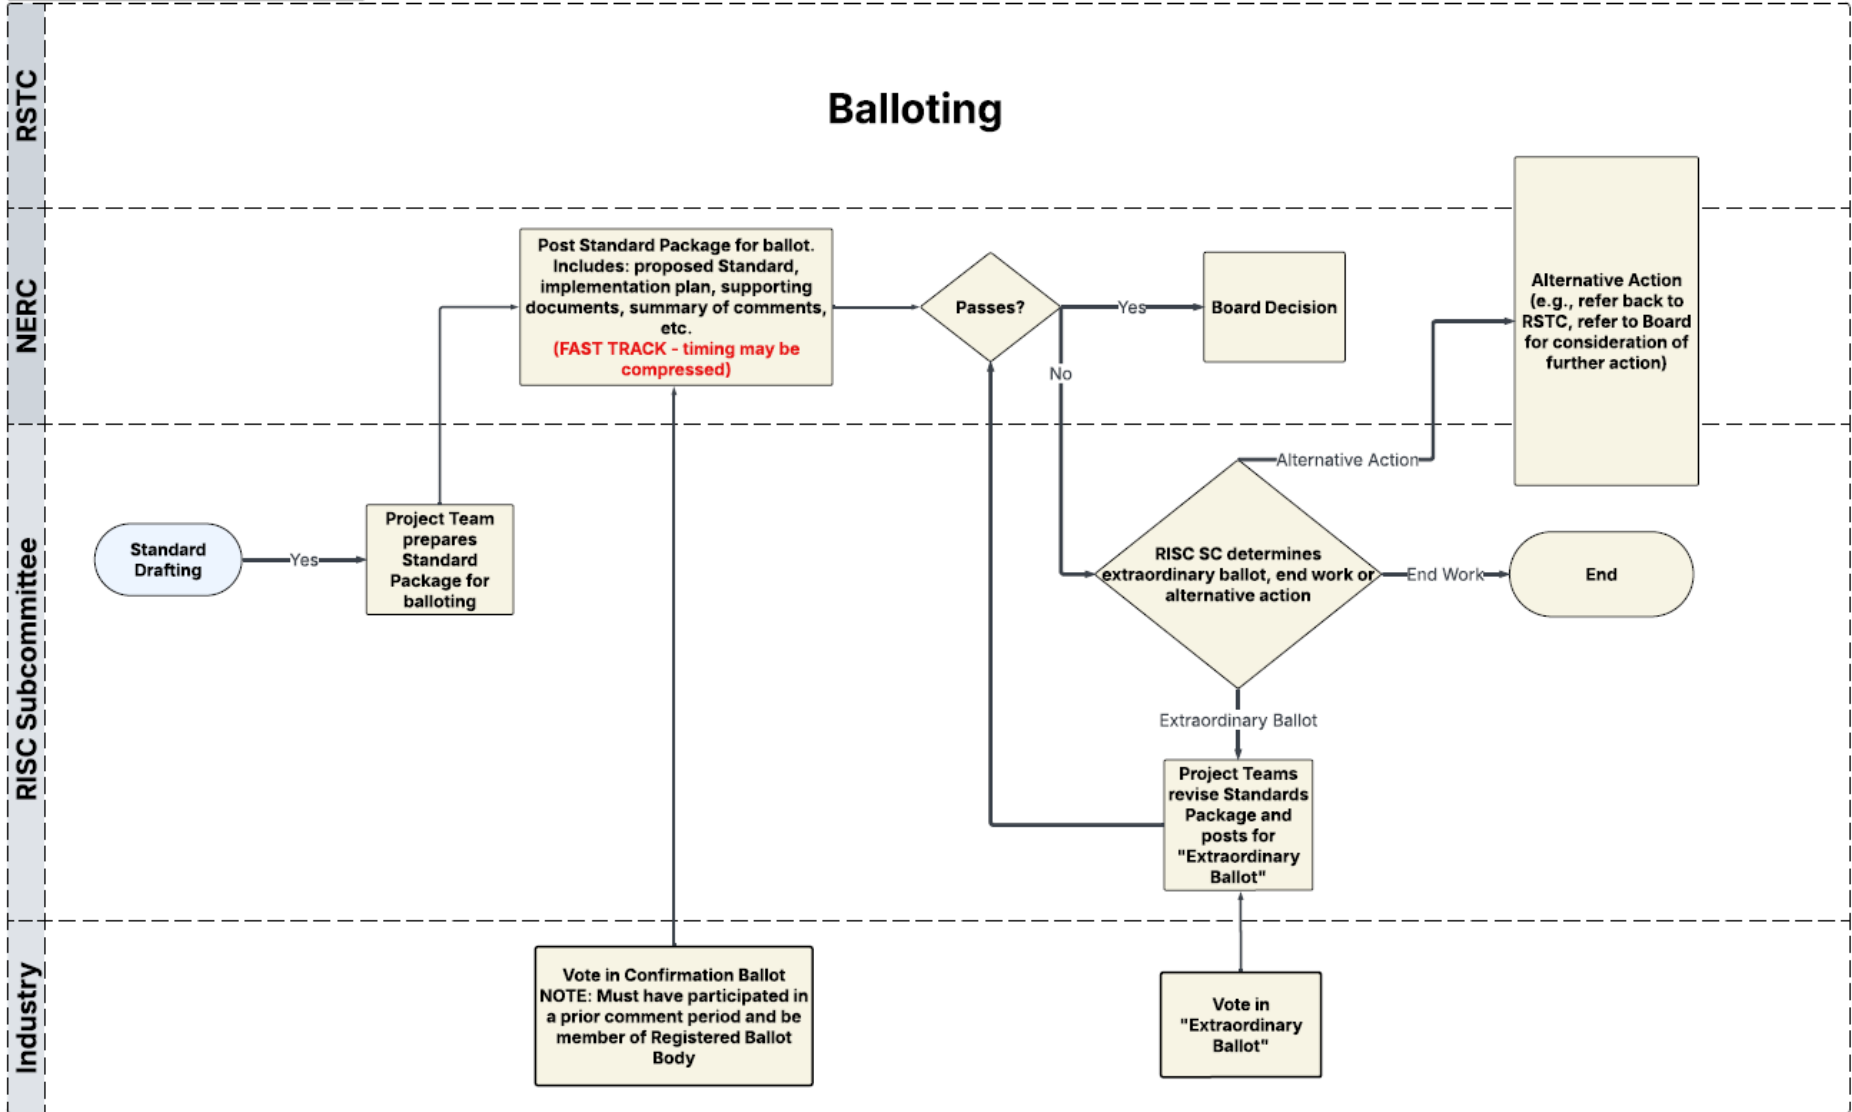 RSTC
Balloting
NERC
Post Standard Package for ballot.
Includes: proposed Standard,
implementation plan, supporting
documents, summary of comments,
etc.
(FAST TRACK - timing may be
compressed)
Passes?
Yes
Board Decision
No
Alternative Action
(e.g., refer back to
RSTC, refer to Board
for consideration of
further action)
RISC Subcommittee
Standard
Drafting
Yes
Project Team
prepares
Standard
Package for
balloting
Alternative Action
RISC SC determines
extraordinary ballot, end work or
alternative action
End Work
End
Extraordinary Ballot
Project Teams
revise Standards
Package and
posts for
"Extraordinary
Ballot"
Industry
Vote in Confirmation Ballot
NOTE: Must have participated in
a prior comment period and be
member of Registered Ballot
Body
Vote in
"Extraordinary
Ballot"